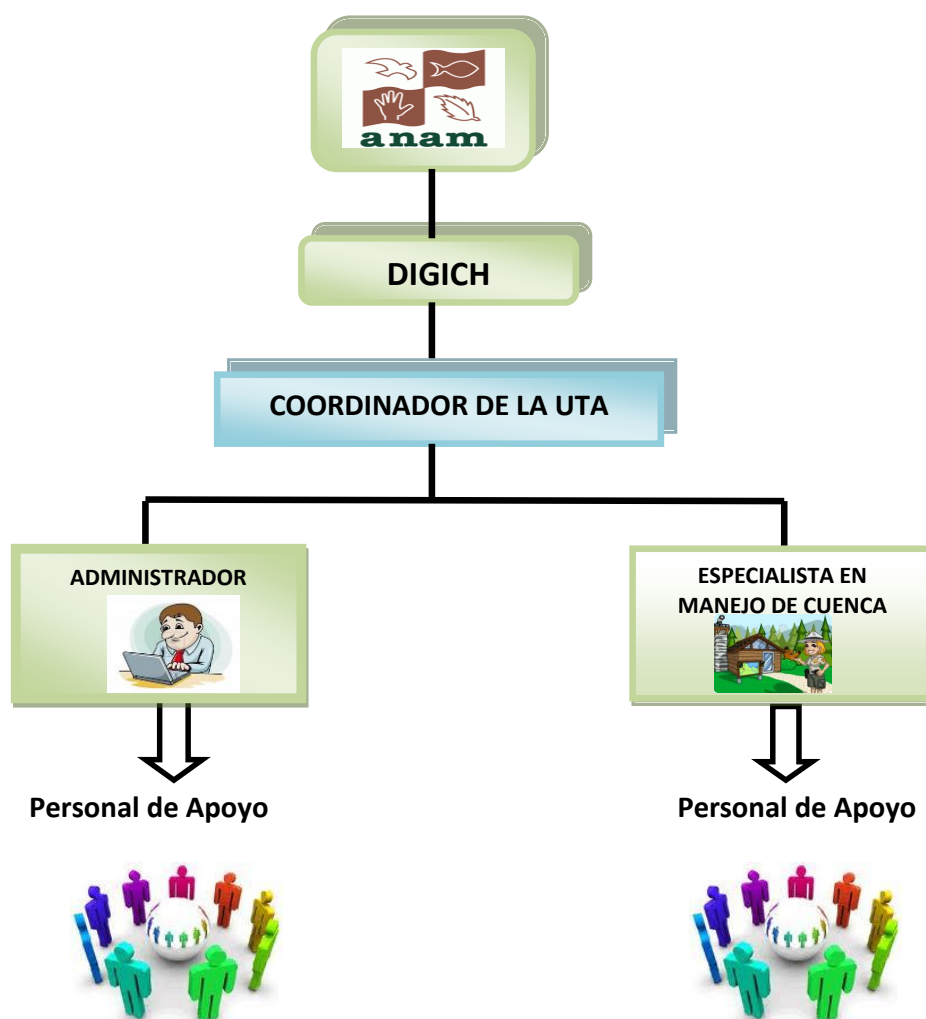 anam
DIGICH
COORDINADOR DE LA UTA
ADMINISTRADOR
ESPECIALISTA EN
MANEJO DE CUENCA
Personal de Apoyo
Personal de Apoyo